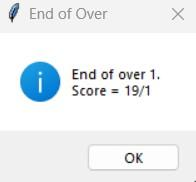 End of Over
End of over 1.
Score = 19/1
OK